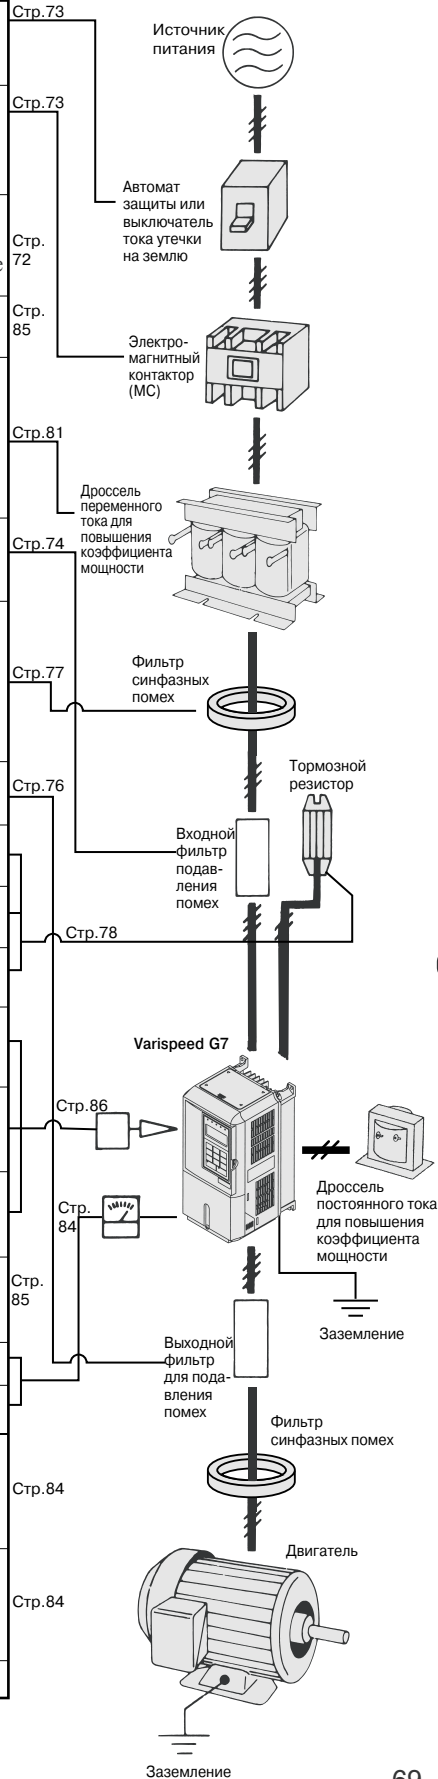 Стр.73
Источник
питания
Стр.73
Автомат
защиты или
выключатель
тока утечки
на землю
Стр.
72
Стр.
85
Электро-
магнитный
контактор
(МС)
Стр.81
Дроссель
переменного
тока для
повышения
коэффициента
мощности
Стр.74
Фильтр
синфазных
помех
Стр.77
Тормозной
резистор
Стр.76
Входной
фильтр
подав-
ления
помех
Стр.78
Varispeed G7
Стр.86
Дроссель
постоянного тока
для повышения
коэффициента
мощности
Стр.
84
Стр.
85
Заземление
Выходной
фильтр
для пода-
вления
помех
Фильтр
синфазных помех
Стр.84
Двигатель
Стр.84
Заземление